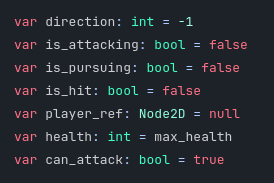 var direction: int = -1
var is_attacking: bool = false
var is_pursuing: bool = false
var is_hit: bool = false
var player_ref: Node2D = null
var health: int = max_health
var can_attack: bool = true